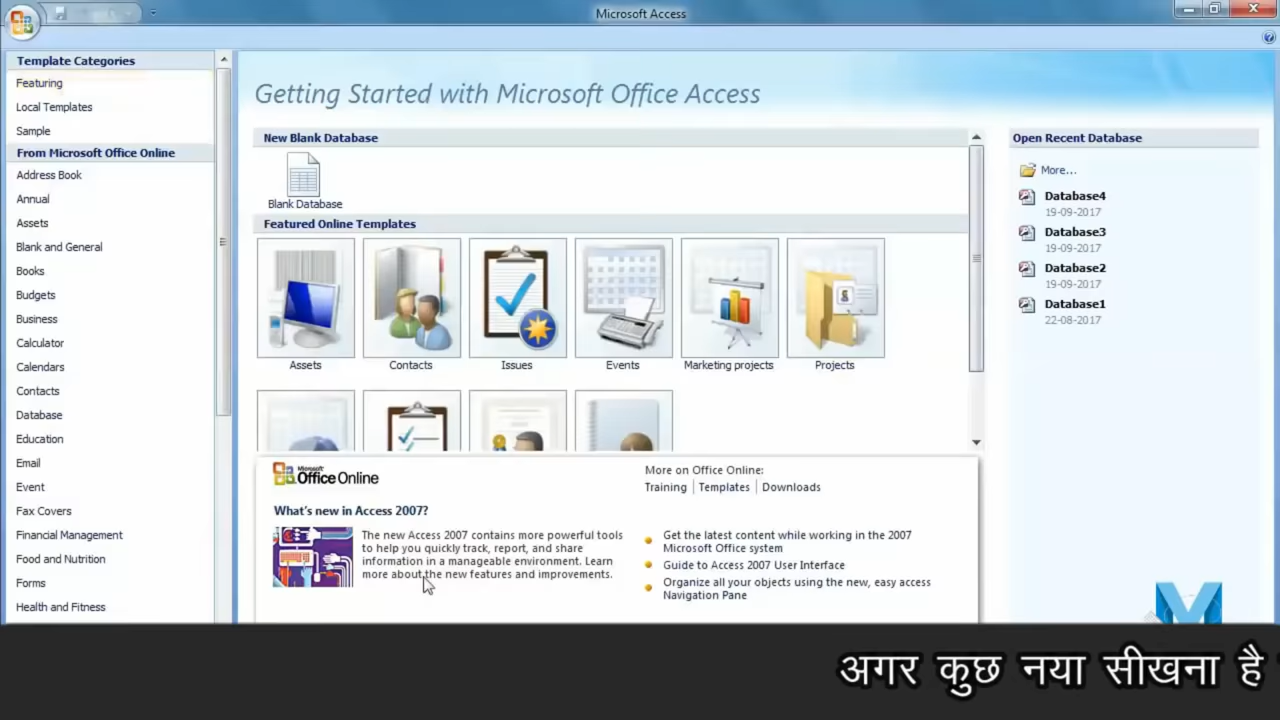 Microsoft Access
Template Categories
Featuring
Local Templates
Sample
From Microsoft Office Online
Address Book
Annual
Assets
Blank and General
Books
Budgets
Business
Calculator
Calendars
Contacts
Database
Education
Email
Event
Fax Covers
Financial Management
Food and Nutrition
Forms
Health and Fitness
Getting Started with Microsoft Office Access
New Blank Database
Blank Database
Featured Online Templates
Assets
Contacts
Issues
Events
Marketing projects
Projects
Microsoft
Office Online
What's new in Access 2007?
The new Access 2007 contains more powerful tools
to help you quickly track, report, and share
information in a manageable environment. Learn
more about the new features and improvements.
More on Office Online:
Training | Templates | Downloads
Get the latest content while working in the 2007
Microsoft Office system
Guide to Access 2007 User Interface
Organize all your objects using the new, easy access
Navigation Pane
Open Recent Database
More...
Database4
19-09-2017
Database3
19-09-2017
Database2
19-09-2017
Database1
22-08-2017
अगर कुछ नया सीखना है